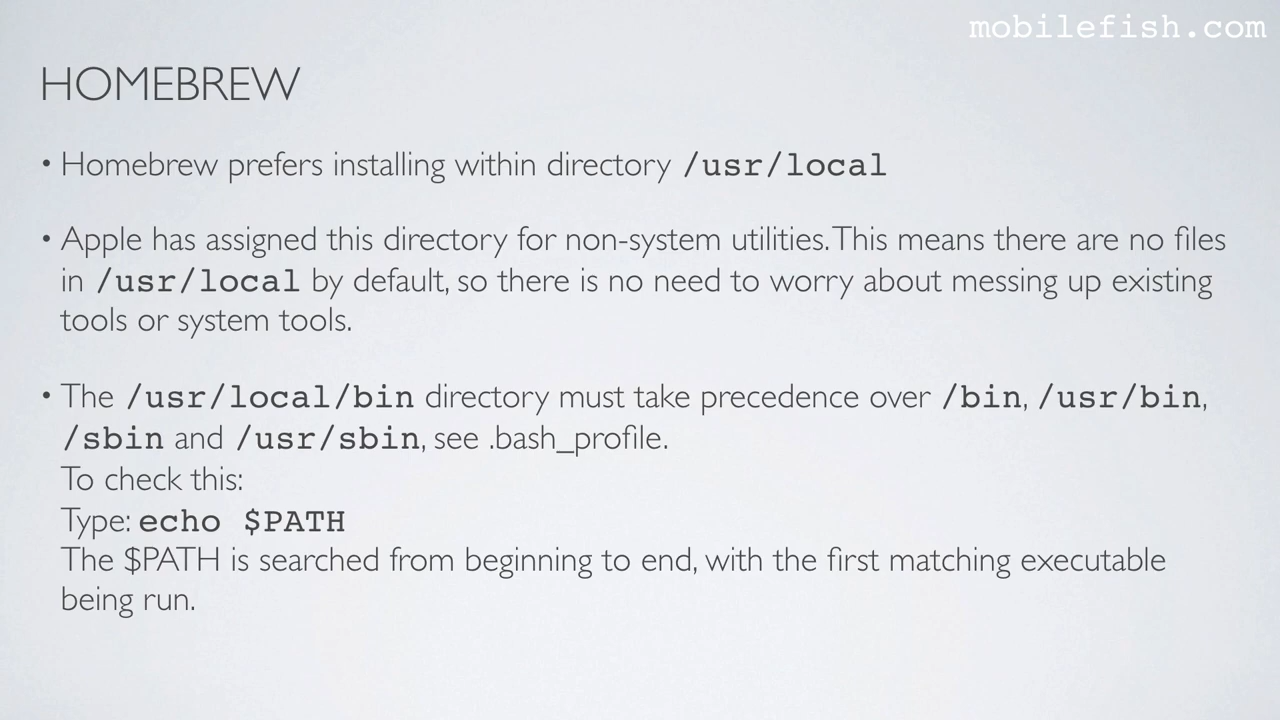 mobilefish.com
HOMEBREW
• Homebrew prefers installing within directory /usr/local
• Apple has assigned this directory for non-system utilities. This means there are no files
in /usr/local by default, so there is no need to worry about messing up existing
tools or system tools.
• The /usr/local/bin directory must take precedence over /bin, /usr/bin,
/sbin and /usr/sbin, see .bash_profile.
To check this:
Type: echo $PATH
The $PATH is searched from beginning to end, with the first matching executable
being run.